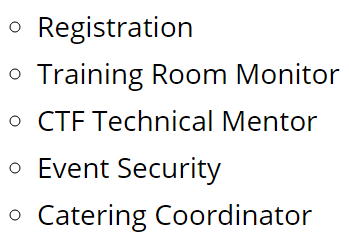 Registration
Training Room Monitor
CTF Technical Mentor
Event Security
Catering Coordinator